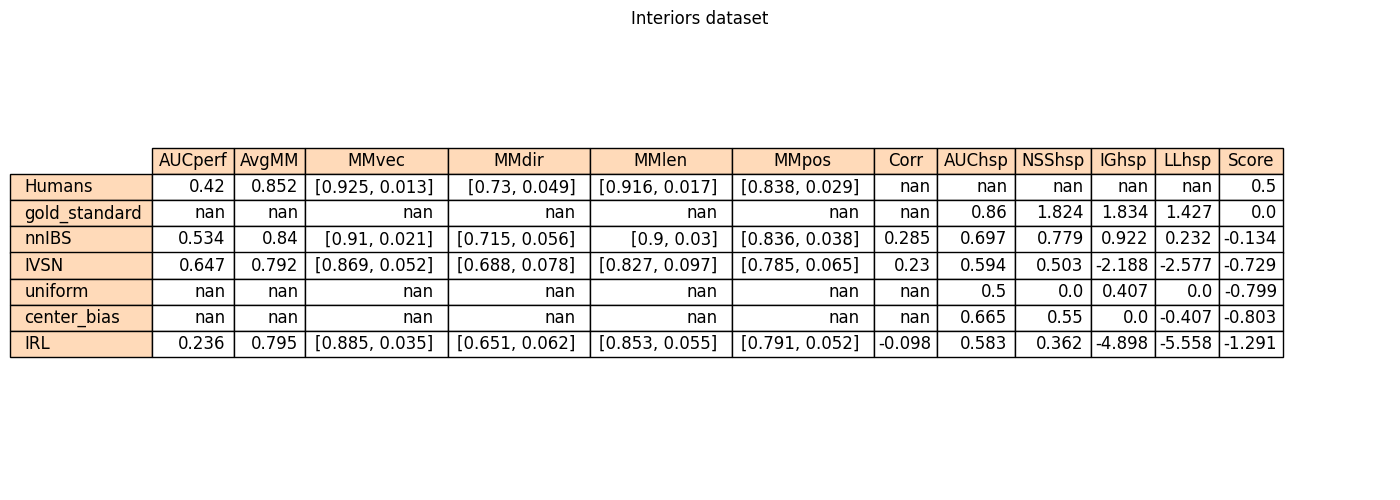 Interiors dataset
AUCperf AvgMM MMvec MMdir MMlen MMpos Corr AUChsp NSShsp IGhsp LLhsp Score
Humans 0.42 0.852 [0.925, 0.013] [0.73, 0.049] [0.916, 0.017] [0.838, 0.029] nan nan nan nan nan 0.5
gold_standard nan nan nan nan nan nan nan 0.86 1.824 1.834 1.427 0.0
nnIBS 0.534 0.84 [0.91, 0.021] [0.715, 0.056] [0.9, 0.03] [0.836, 0.038] 0.285 0.697 0.779 0.922 0.232 -0.134
IVSN 0.647 0.792 [0.869, 0.052] [0.688, 0.078] [0.827, 0.097] [0.785, 0.065] 0.23 0.594 0.503 -2.188 -2.577 -0.729
uniform nan nan nan nan nan nan nan 0.5 0.0 0.407 0.0 -0.799
center_bias nan nan nan nan nan nan nan 0.665 0.55 0.0 -0.407 -0.803
IRL 0.236 0.795 [0.885, 0.035] [0.651, 0.062] [0.853, 0.055] [0.791, 0.052] -0.098 0.583 0.362 -4.898 -5.558 -1.291